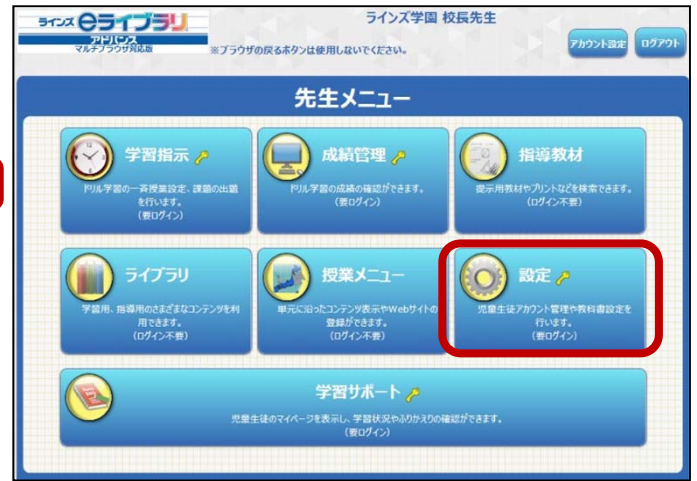 ラインズ eライブラリ
アドバンス
マルチブラウザ対応版
ラインズ学園 校長先生
※ブラウザの戻るボタンは使用しないでください。
アカウント設定
ログアウト
先生メニュー
学習指示
ドリル学習の一斉授業設定、課題の出題
を行います。
(要ログイン)
成績管理
ドリル学習の成績の確認ができます。
(要ログイン)
指導教材
提示用教材やプリントなどを検索できます。
(ログイン不要)
ライブラリ
学習用、指導用のさまざまなコンテンツを利
用できます。
(ログイン不要)
授業メニュー
単元に沿ったコンテンツ表示やWebサイトの
登録ができます。
(ログイン不要)
設定
児童生徒アカウント管理や教科書設定を
行います。
(要ログイン)
学習サポート
児童生徒のマイページを表示し、学習状況やふりかえりの確認ができます。
(要ログイン)